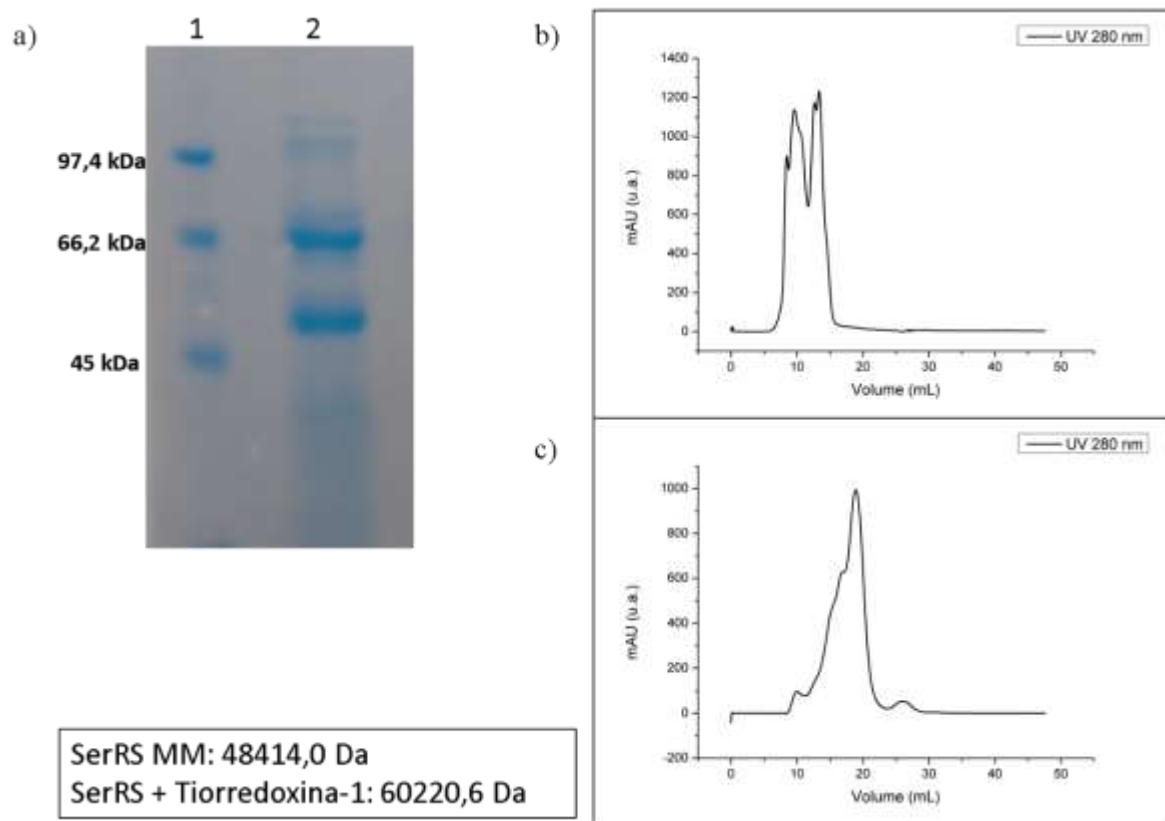 a)
1 2
97,4 kDa
66,2 kDa
45 kDa
SerRS MM: 48414,0 Da
SerRS + Tiorredoxina-1: 60220,6 Da
b)
UV 280 nm
1400
1200
1000
800
600
400
200
0
mAU (u.a.)
0 10 20 30 40 50
Volume (mL)
c)
UV 280 nm
1000
800
600
400
200
0
-200
mAU (u.a.)
0 10 20 30 40 50
Volume (mL)